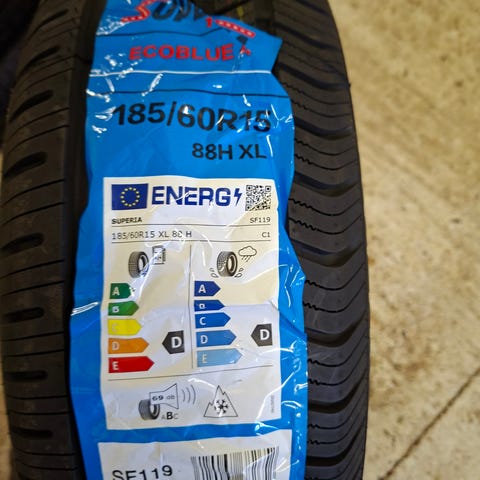 ECOBLUE
185/60R15
88H XL
ENERG
SUPERIA SF119
185/60R15 XL 88 H C1
A A
B B
C C
D D D D
E E
69 db
ABC
SF119